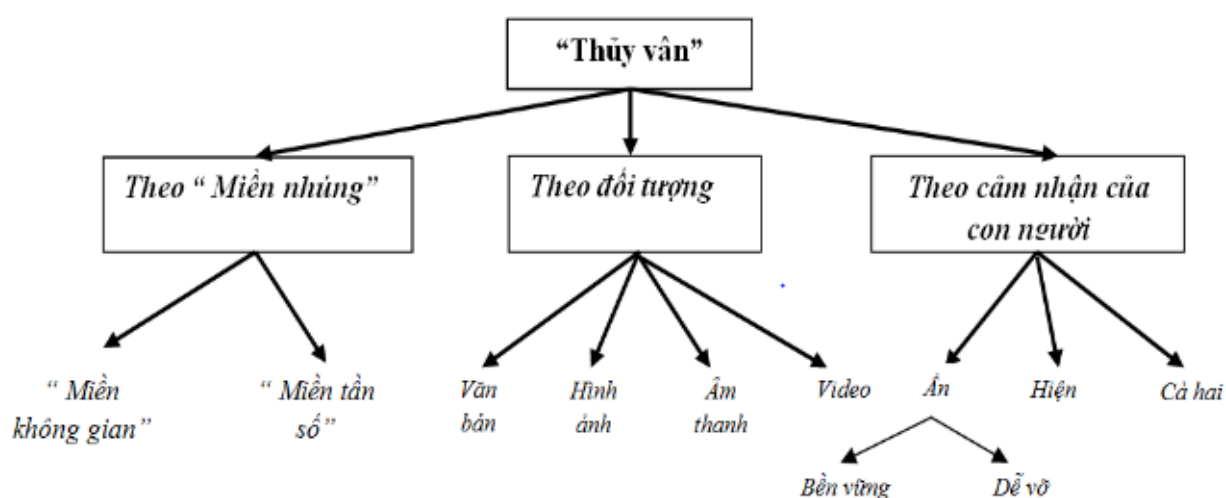 “Thủy vân”
Theo “ Miền nhúng”
Theo đối tượng
Theo cảm nhận của
con người
“ Miền
không gian”
“ Miền tần
số”
Văn
bản
Hình
ảnh
Âm
thanh
Video
Ẩn
Hiện
Cả hai
Bền vững
Dễ vỡ